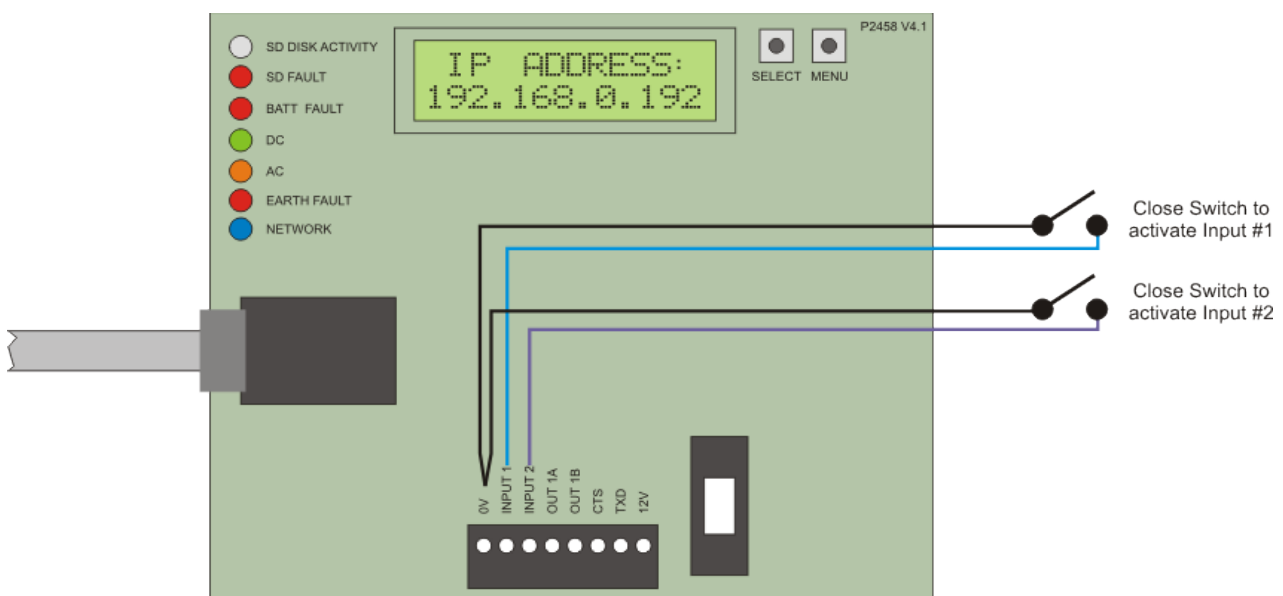 P2458 V4.1
SD DISK ACTIVITY
SD FAULT
BATT FAULT
DC
AC
EARTH FAULT
NETWORK
IP ADDRESS:
192.168.0.192
SELECT
MENU
Close Switch to
activate Input #1
Close Switch to
activate Input #2
0V
INPUT 1
INPUT 2
OUT 1A
OUT 1B
CTS
TXD
12V